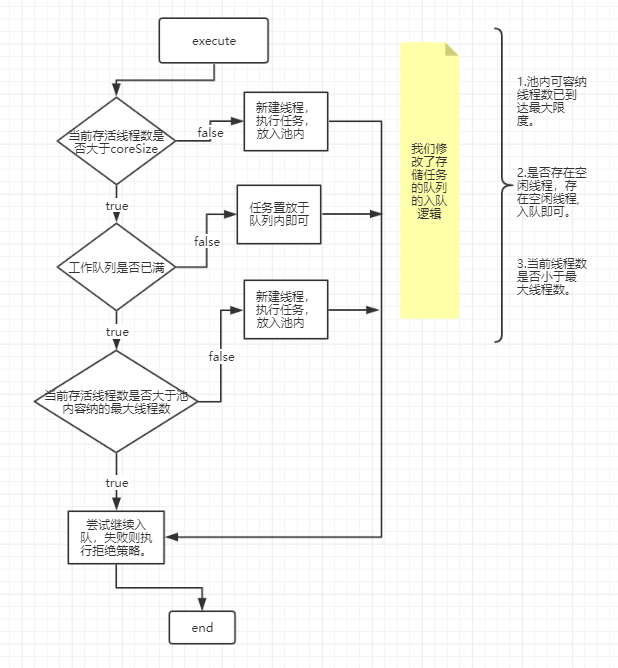 execute
当前存活线程数是
否大于coreSize
false
新建线程，
执行任务，
放入池内
true
工作队列是否已满
false
任务置放于
队列内即可
true
当前存活线程数是否大于池
内容纳的最大线程数
false
新建线程，
执行任务，
放入池内
true
尝试继续入
队，失败则执
行拒绝策略。
end
我们修
改了存
储任务
的队列
的入队
逻辑
1.池内可容纳
线程数已到
达最大限
度。
2.是否存在空
闲线程，存
在空闲线程,
入队即可。
3.当前线程数
是否小于最
大线程数。